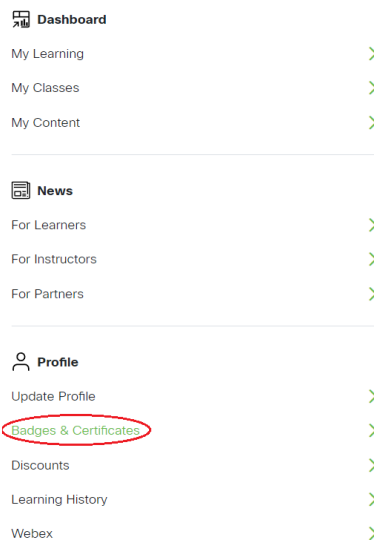 Dashboard
My Learning
My Classes
My Content
News
For Learners
For Instructors
For Partners
Profile
Update Profile
Badges & Certificates
Discounts
Learning History
Webex